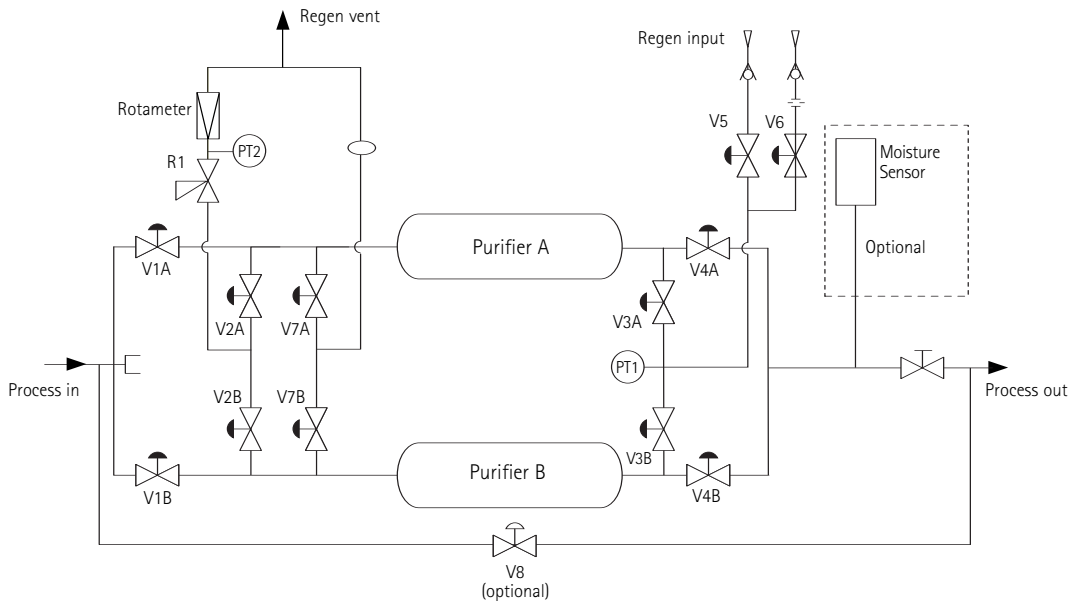 Regen vent
Regen input
Rotameter
PT2
R1
V5
V6
Moisture
Sensor
Optional
V1A
Purifier A
V4A
V2A
V7A
V3A
PT1
Process in
Process out
V2B
V7B
V3B
V1B
Purifier B
V4B
V8
(optional)